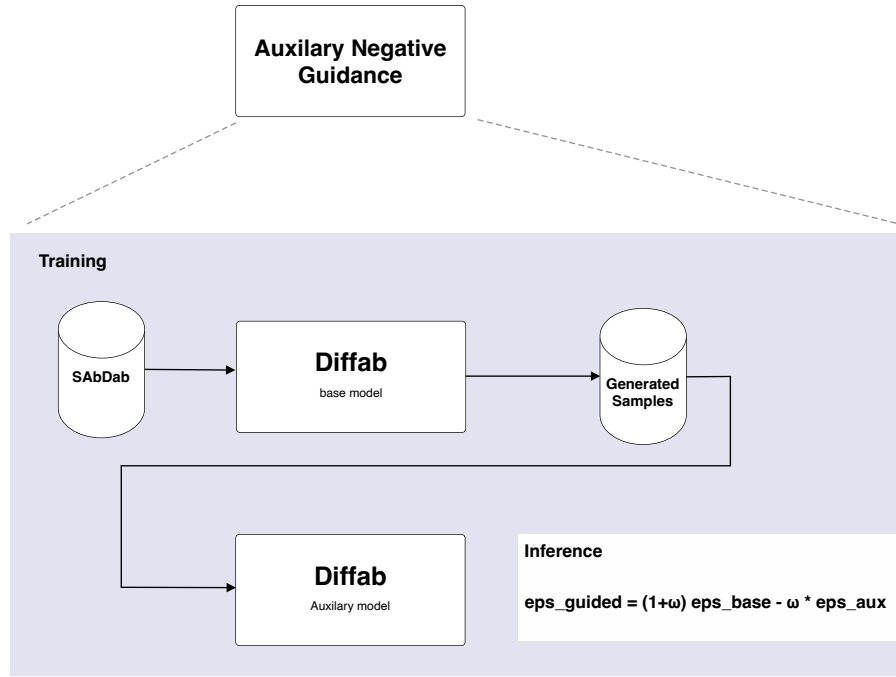 Auxilary Negative
Guidance
Training
SAbDab
Diffab
base model
Generated
Samples
Diffab
Auxilary model
Inference
eps_guided = (1+ω) eps_base - ω * eps_aux